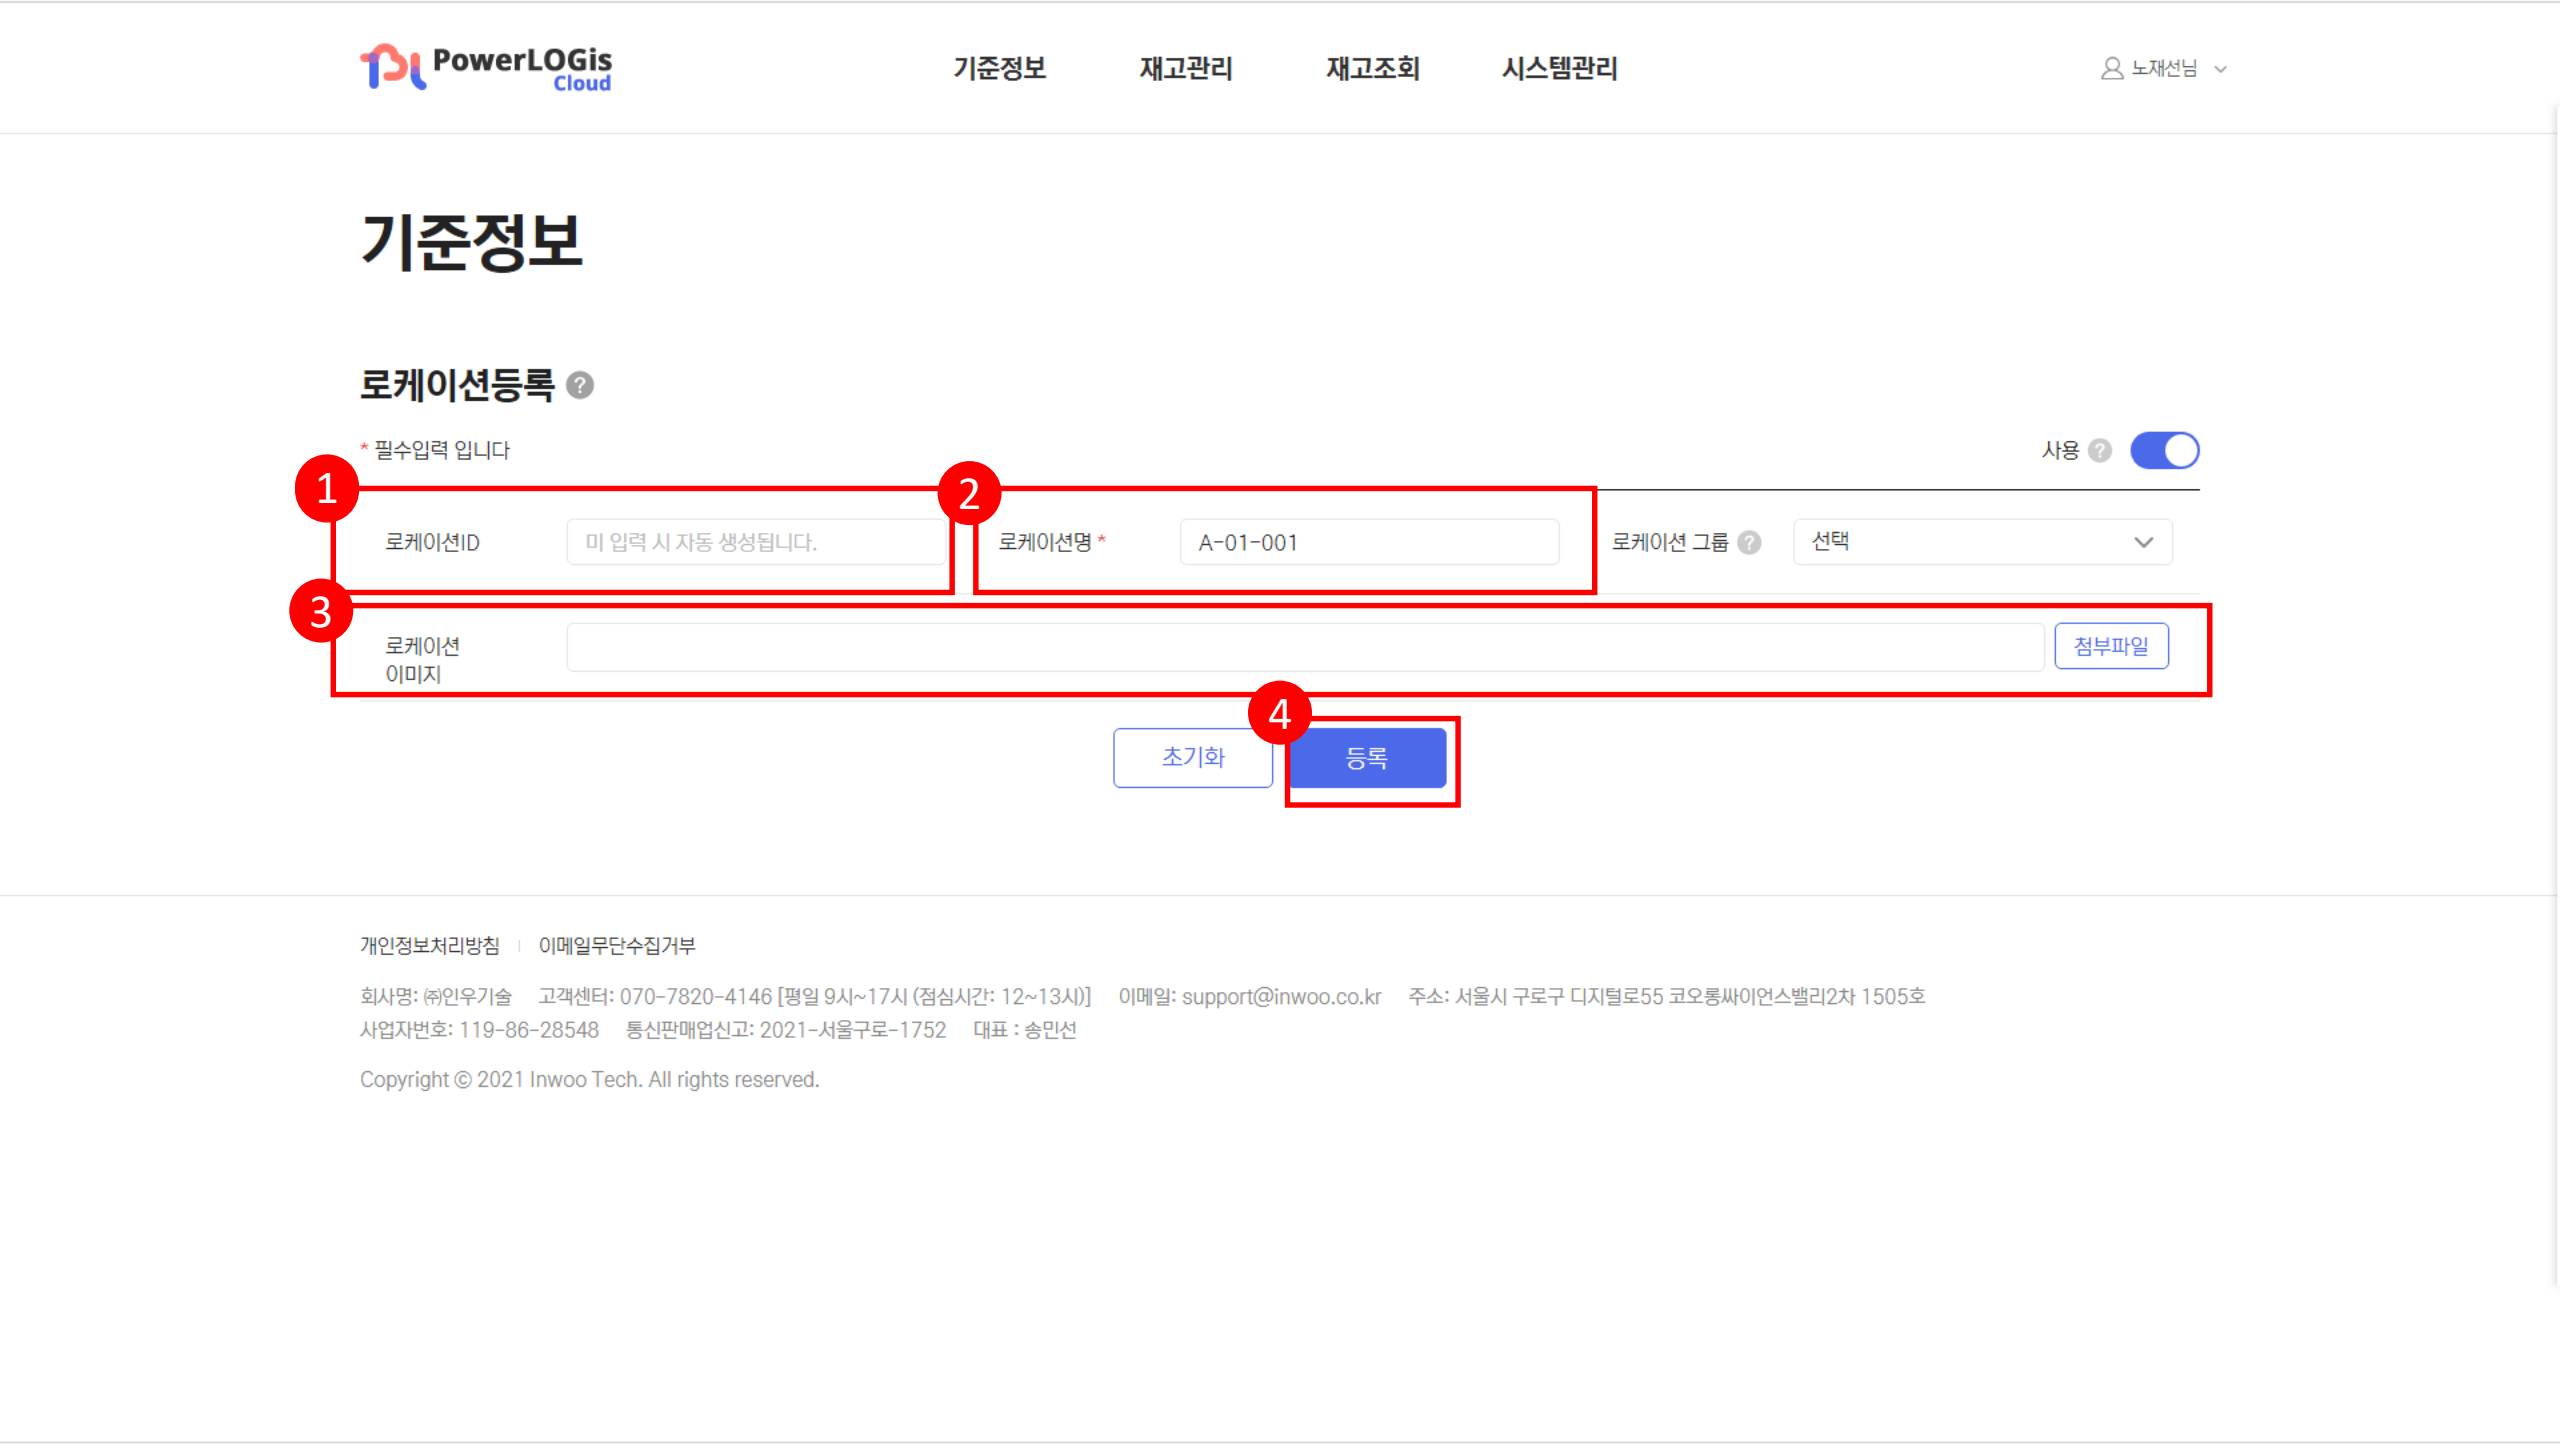 PowerLOGis
Cloud
기준정보 재고관리 재고조회 시스템관리 노재선님
기준정보
로케이션등록 ?
* 필수입력 입니다 사용 ?
1 2
로케이션ID 미 입력 시 자동 생성됩니다. 로케이션명 * A-01-001 로케이션 그룹 ? 선택
3
로케이션 첨부파일
이미지
4
초기화 등록
개인정보처리방침 이메일무단수집거부
회사명: ㈜인우기술 고객센터: 070-7820-4146 [평일 9시~17시 (점심시간: 12~13시)] 이메일: support@inwoo.co.kr 주소: 서울시 구로구 디지털로55 코오롱싸이언스밸리2차 1505호
사업자번호: 119-86-28548 통신판매업신고: 2021-서울구로-1752 대표 : 송민선
Copyright © 2021 Inwoo Tech. All rights reserved.